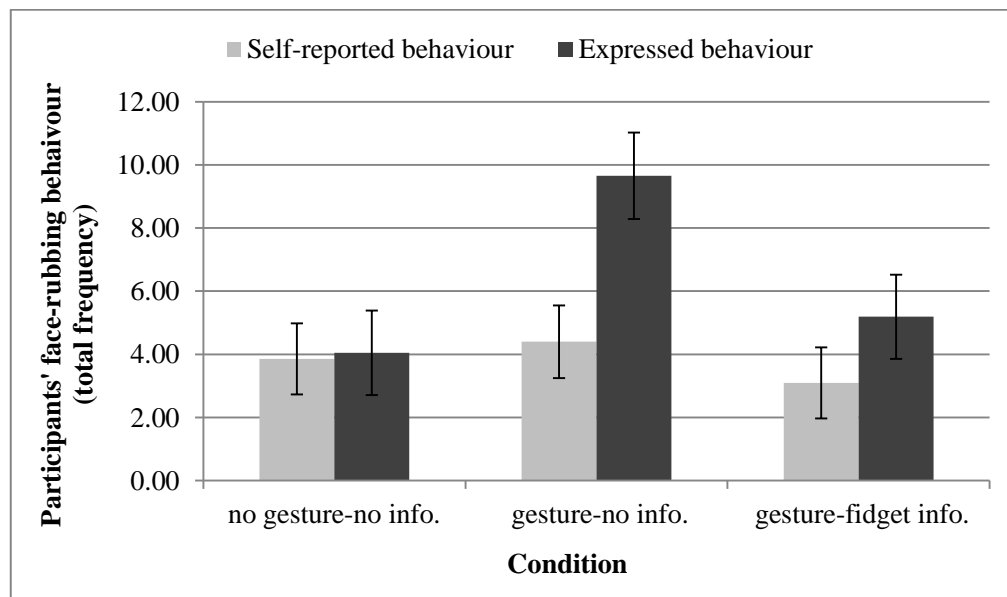 Self-reported behaviour
Expressed behaviour
Participants' face-rubbing behaivour
(total frequency)
12.00
10.00
8.00
6.00
4.00
2.00
0.00
no gesture-no info.
gesture-no info.
gesture-fidget info.
Condition